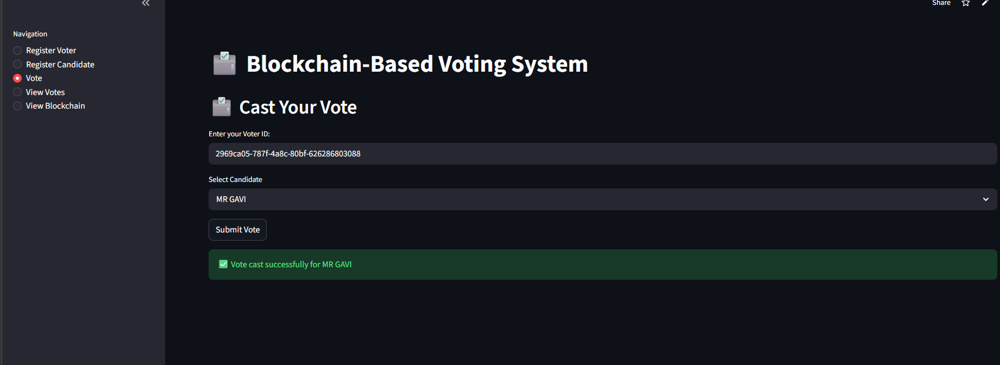 Share
Navigation
Register Voter
Register Candidate
Vote
View Votes
View Blockchain
Blockchain-Based Voting System
Cast Your Vote
Enter your Voter ID:
2969ca05-787f-4a8c-80bf-626286803088
Select Candidate
MR GAVI
Submit Vote
Vote cast successfully for MR GAVI